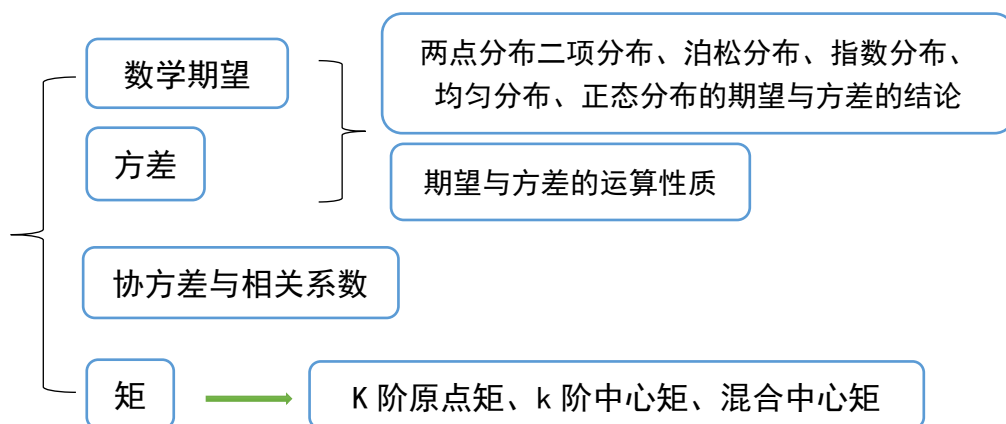 数学期望
两点分布二项分布、泊松分布、指数分布、
均匀分布、正态分布的期望与方差的结论
方差
期望与方差的运算性质
协方差与相关系数
矩
K 阶原点矩、k 阶中心矩、混合中心矩